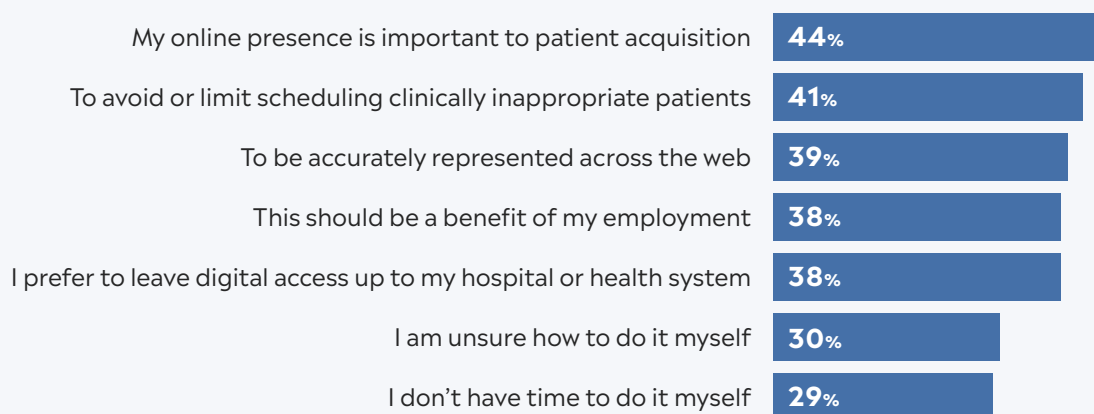 My online presence is important to patient acquisition 44%
To avoid or limit scheduling clinically inappropriate patients 41%
To be accurately represented across the web 39%
This should be a benefit of my employment 38%
I prefer to leave digital access up to my hospital or health system 38%
I am unsure how to do it myself 30%
I don’t have time to do it myself 29%